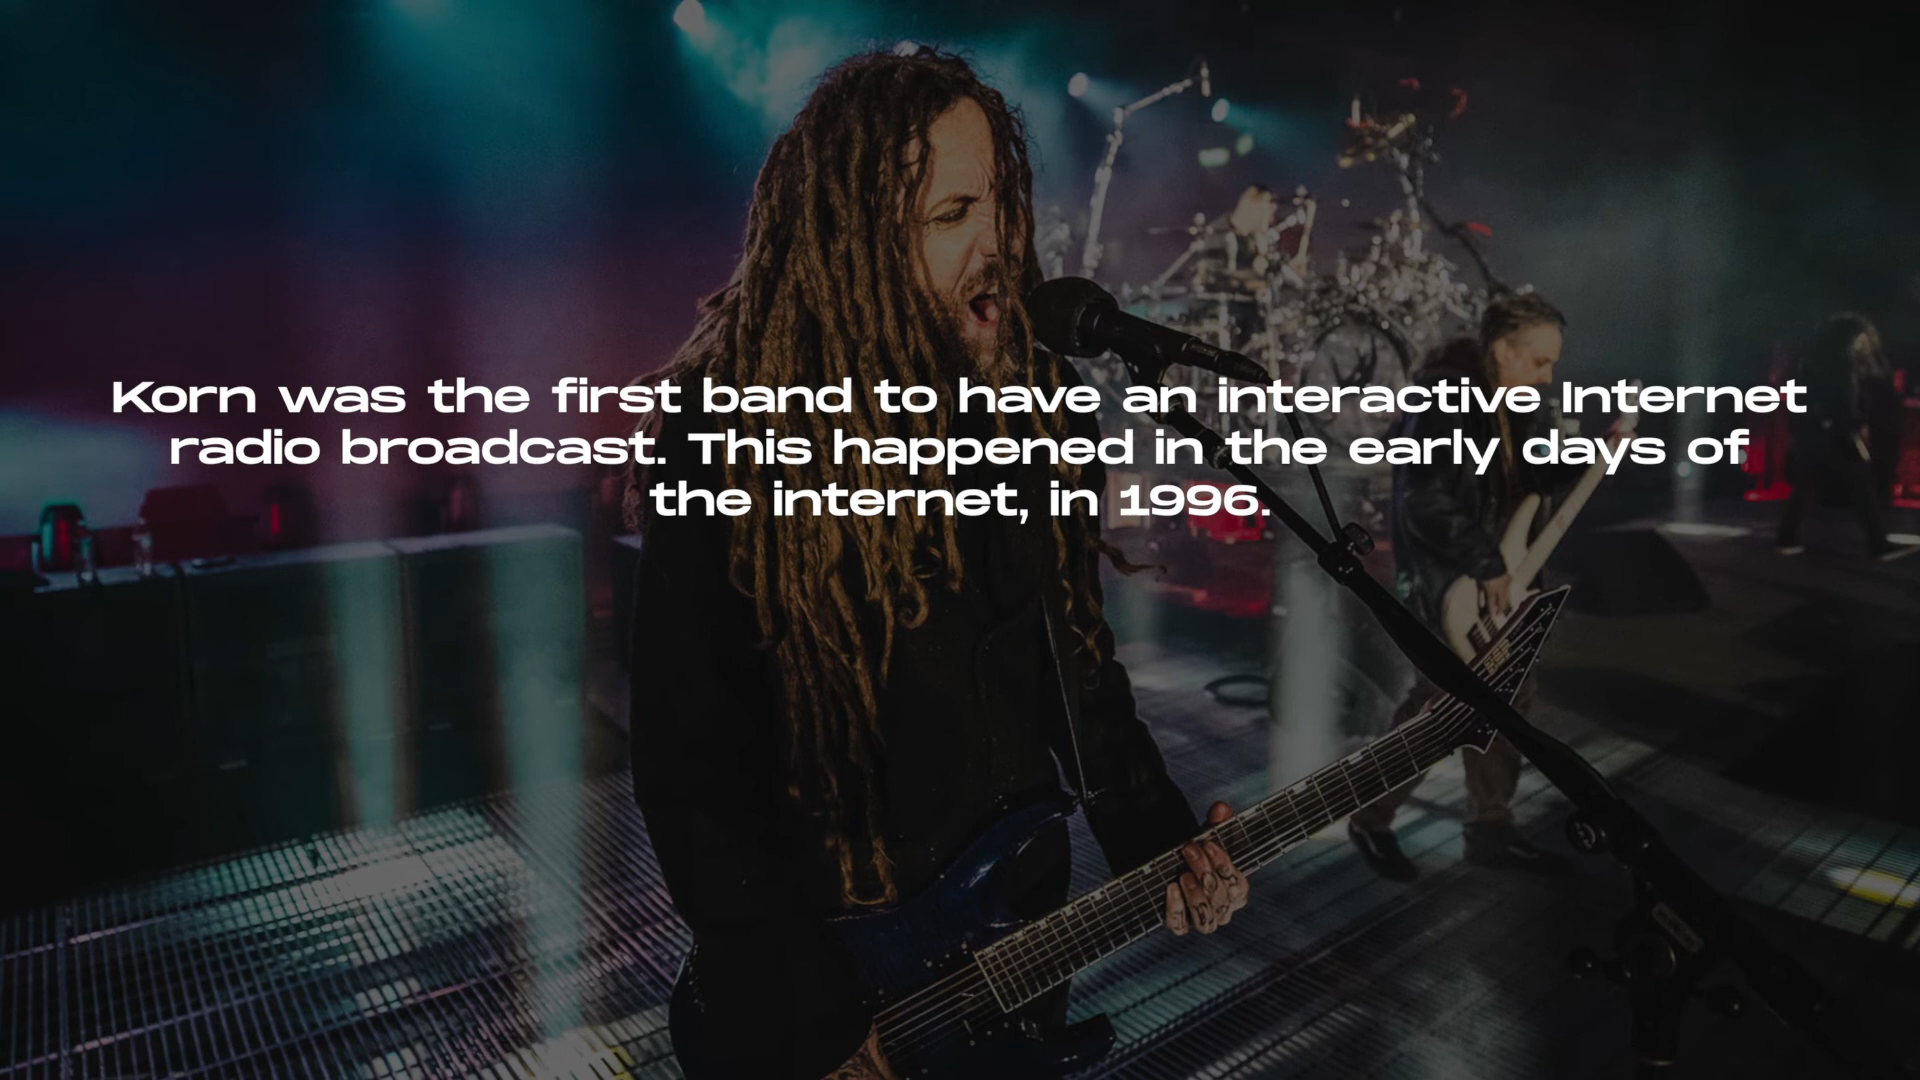 Korn was the first band to have an interactive Internet
radio broadcast. This happened in the early days of
the internet, in 1996.